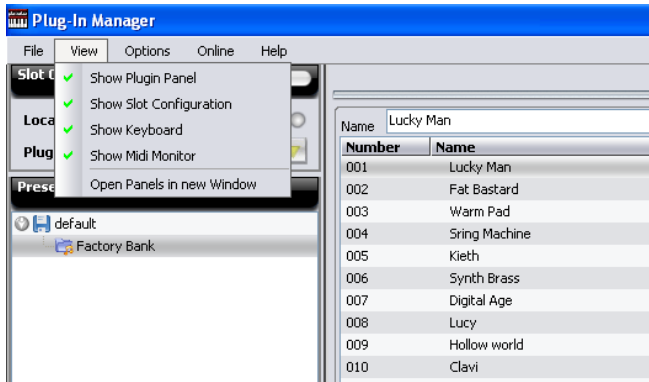 Plug-In Manager
File View Options Online Help
Slot
Show Plugin Panel
Show Slot Configuration
Show Keyboard
Show Midi Monitor
Open Panels in new Window
Loca
Plug
Prese
default
Factory Bank
Name Lucky Man
Number Name
001 Lucky Man
002 Fat Bastard
003 Warm Pad
004 Sring Machine
005 Kieth
006 Synth Brass
007 Digital Age
008 Lucy
009 Hollow world
010 Clavi